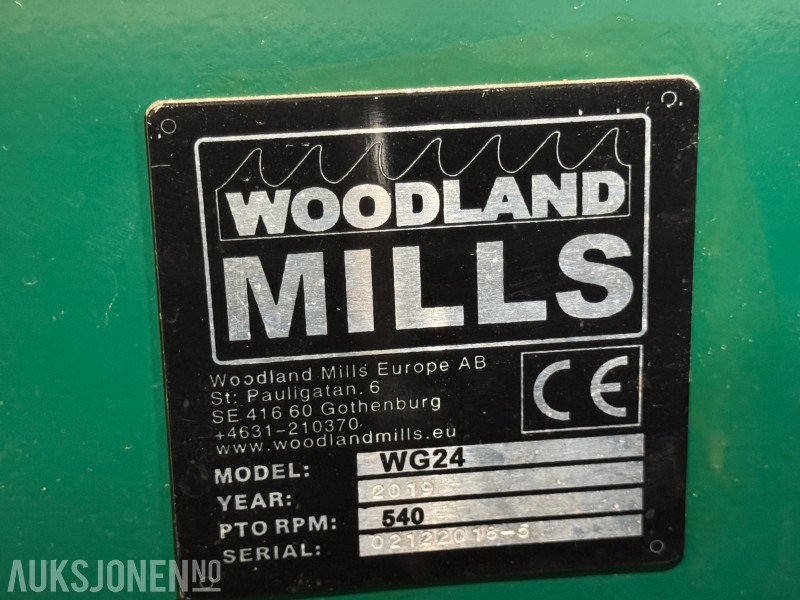 WOODLAND
MILLS
Woodland Mills Europe AB
St: Pauligatan. 6
SE 416 60 Gothenburg
+4631-210370
www.woodlandmills.eu
CE
MODEL: WG24
YEAR: 2019
PTO RPM: 540
SERIAL:
AUKSJONEN.NO